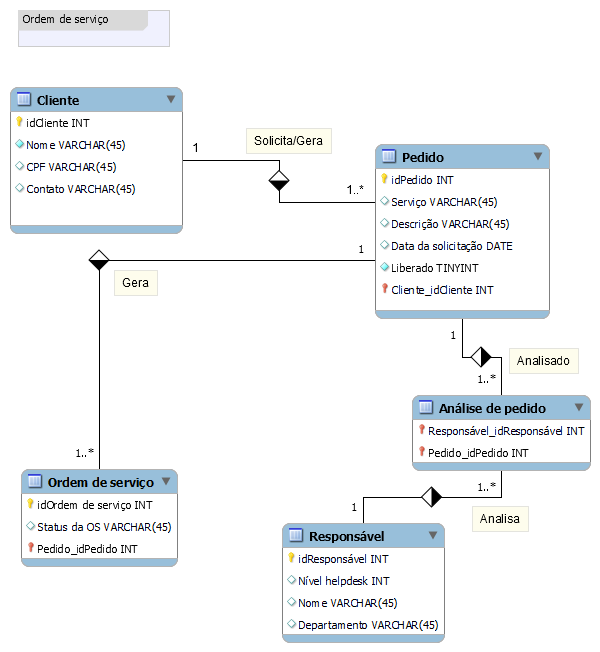 Ordem de serviço
Cliente
idCliente INT
Nome VARCHAR(45)
CPF VARCHAR(45)
Contato VARCHAR(45)
1
Solicita/Gera
1..*
Pedido
idPedido INT
Serviço VARCHAR(45)
Descrição VARCHAR(45)
Data da solicitação DATE
Liberado TINYINT
Cliente_idCliente INT
1
Gera
1..*
1
Analisado
1..*
Análise de pedido
Responsável_idResponsável INT
Pedido_idPedido INT
Ordem de serviço
idOrdem de serviço INT
Status da OS VARCHAR(45)
Pedido_idPedido INT
1..*
Analisa
1
Responsável
idResponsável INT
Nível helpdesk INT
Nome VARCHAR(45)
Departamento VARCHAR(45)